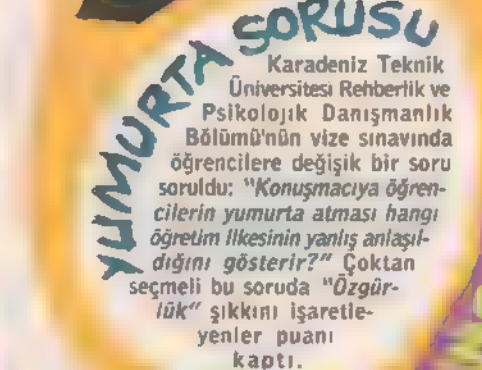 YUMURTA SORUSU
Karadeniz Teknik
Üniversitesi Rehberlik ve
Psikolojik Danışmanlık
Bölümü'nün vize sınavında
öğrencilere değişik bir soru
soruldu: "Konuşmacıya öğren-
cilerin yumurta atması hangi
öğretim ilkesinin yanlış anlaşıl-
dığını gösterir?" Çoktan
seçmeli bu soruda "Özgür-
lük" şıkkını işaretle-
yenler puanı
kaptı.